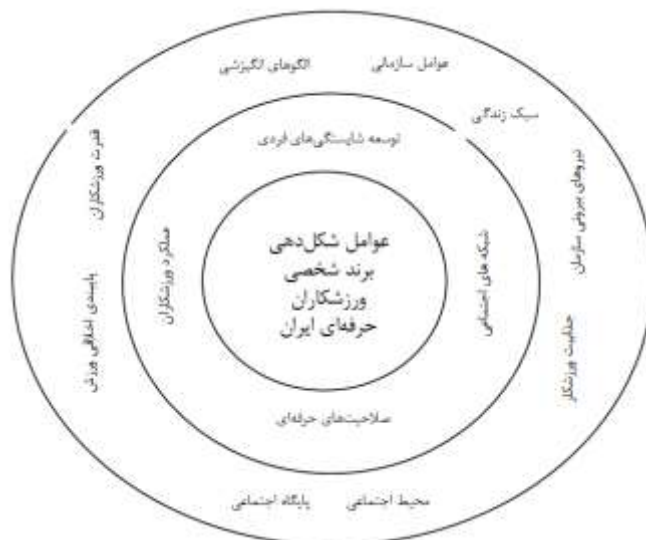 عوامل سازمانی
الگوهای انگیزشی
سبک زندگی
توسعه شایستگی‌های فردی
قدرت ورزشکاران
نیروهای بیرونی سازمان
عوامل شکل‌دهی
برند شخصی
ورزشکاران
حرفه‌ای ایران
شبکه های اجتماعی
عملکرد ورزشکاران
پایبندی اخلاقی ورزش
جذابیت ورزشکار
صلاحیت‌های حرفه‌ای
محیط اجتماعی
پایگاه اجتماعی